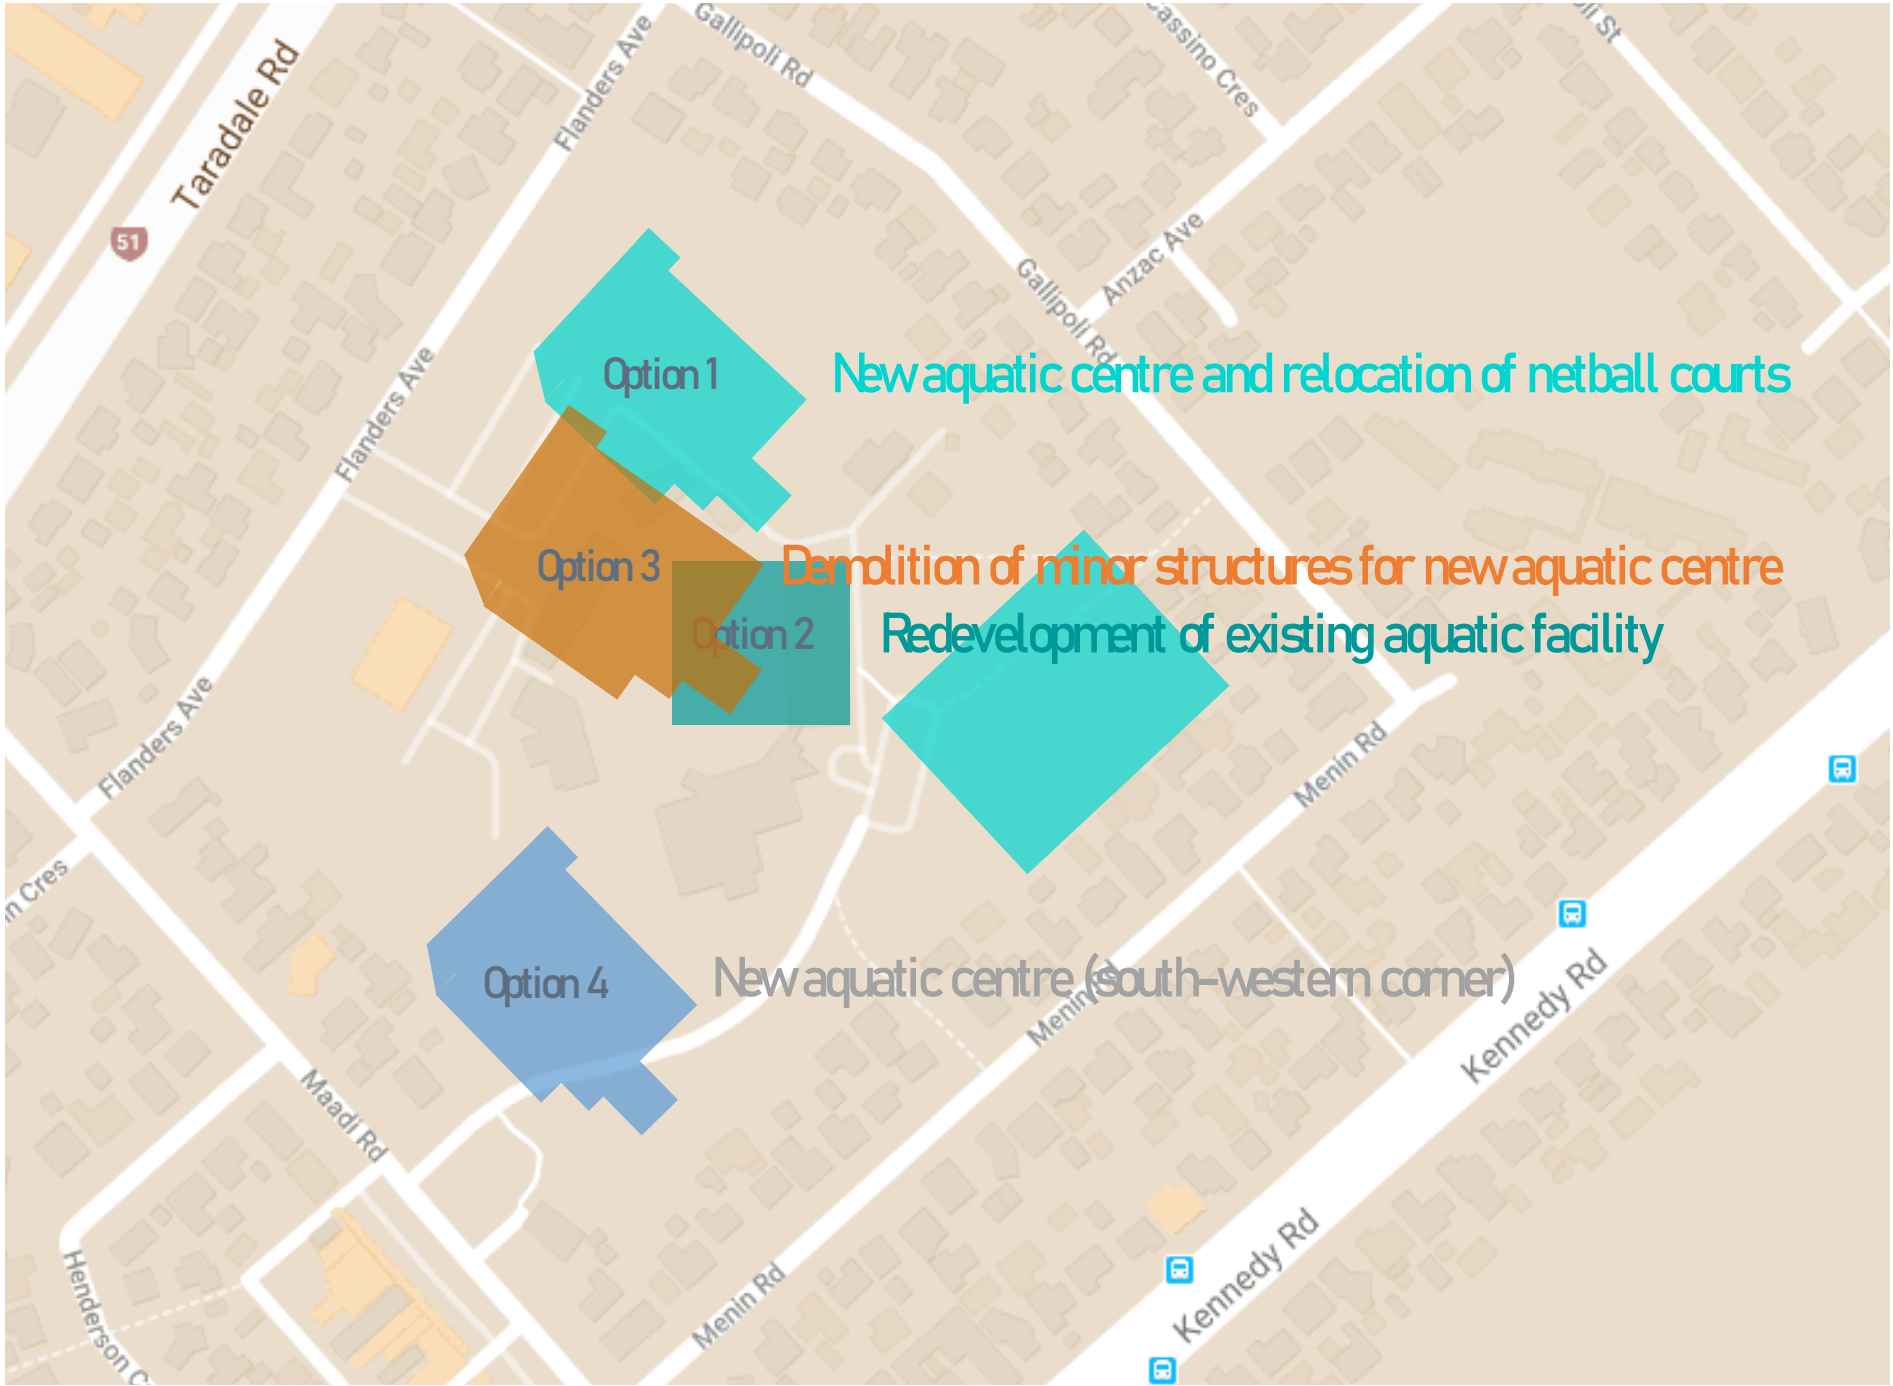 Gallipoli Rd
Cassino Cres
Flanders Ave
Taradale Rd
51
Anzac Ave
Gallipoli Rd
Flanders Ave
Option 1
New aquatic centre and relocation of netball courts
Option 3
Demolition of minor structures for new aquatic centre
Option 2
Redevelopment of existing aquatic facility
Flanders Ave
Menin Rd
n Cres
Option 4
New aquatic centre (south-western corner)
Menin Rd
Kennedy Rd
Maadi Rd
Henderson C
Menin Rd
Kennedy Rd